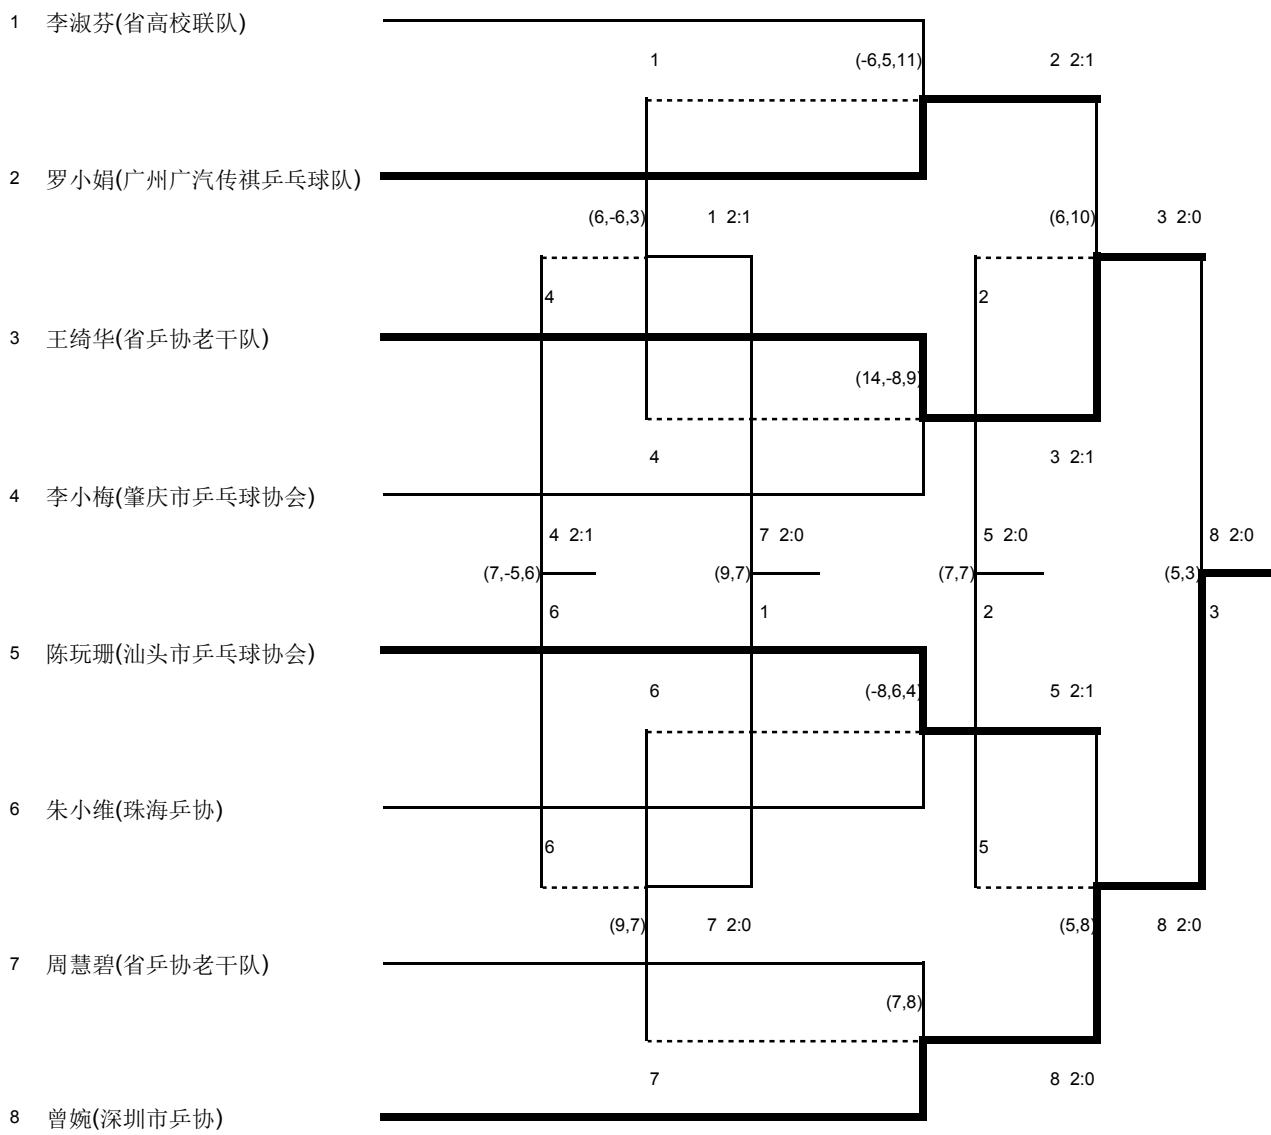 1 李淑芬(省高校联队)
1 (-6,5,11) 2 2:1
2 罗小娟(广州广汽传祺乒乓球队)
(6,-6,3) 1 2:1 (6,10) 3 2:0
4 2
3 王绮华(省乒协老干队)
(14,-8,9)
4 3 2:1
4 李小梅(肇庆市乒乓球协会)
4 2:1 7 2:0 5 2:0 8 2:0
(7,-5,6) (9,7) (7,7) (5,3)
6 1 2 3
5 陈玩珊(汕头市乒乓球协会)
6 (-8,6,4) 5 2:1
6 朱小维(珠海乒协)
6 5
(9,7) 7 2:0 (5,8) 8 2:0
7 周慧碧(省乒协老干队)
(7,8)
7 8 2:0
8 曾婉(深圳市乒协)